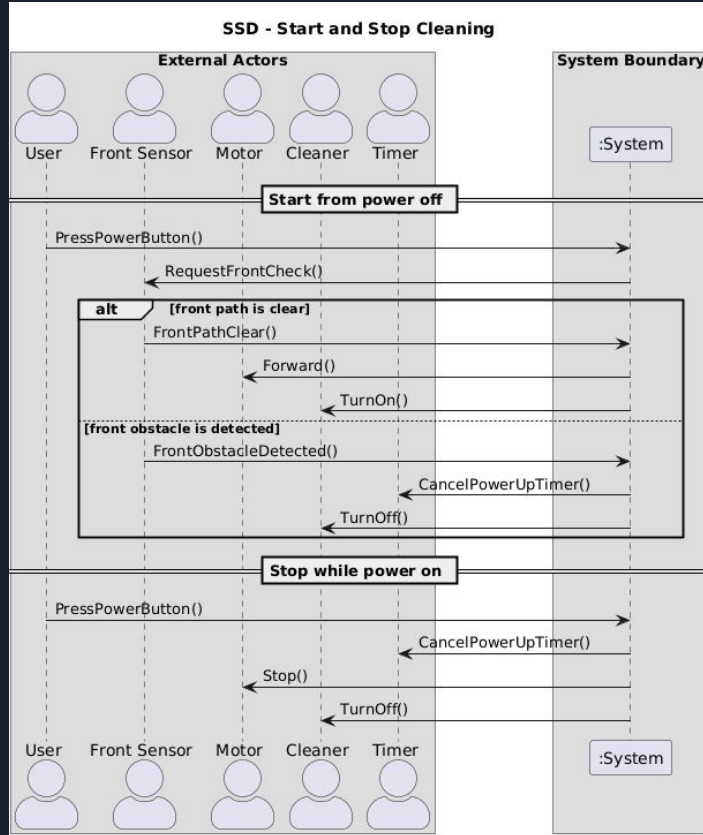 SSD - Start and Stop Cleaning
External Actors
System Boundary
User Front Sensor Motor Cleaner Timer
:System
Start from power off
PressPowerButton()
RequestFrontCheck()
alt [front path is clear]
FrontPathClear()
Forward()
TurnOn()
[front obstacle is detected]
FrontObstacleDetected()
CancelPowerUpTimer()
TurnOff()
Stop while power on
PressPowerButton()
CancelPowerUpTimer()
Stop()
TurnOff()
User Front Sensor Motor Cleaner Timer
:System